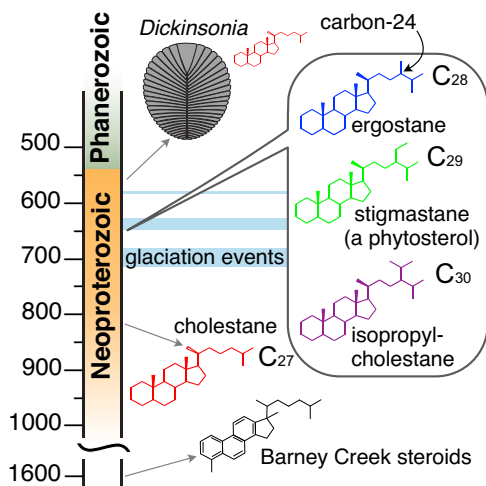 Dickinsonia
carbon-24
Phanerozoic
C28
ergostane
500
C29
600
stigmastane
(a phytosterol)
Neoproterozoic
700
glaciation events
C30
800
cholestane
isopropyl-
cholestane
C27
900
1000
Barney Creek steroids
1600